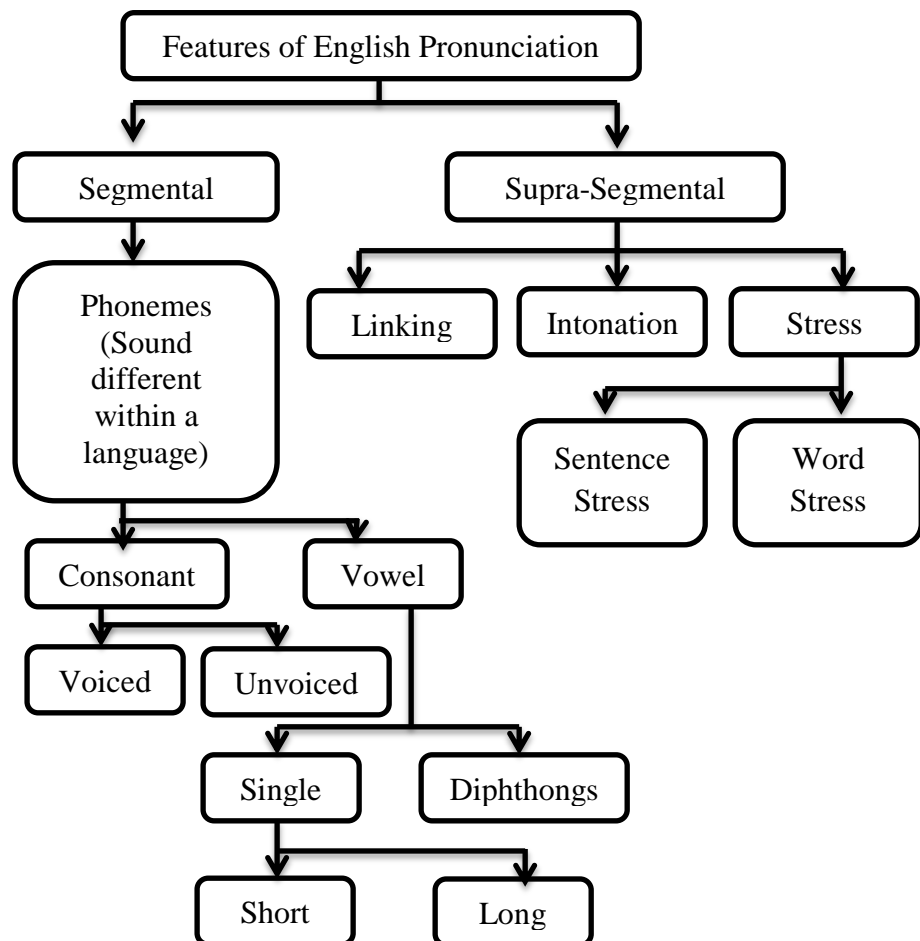 Features of English Pronunciation
Segmental
Supra-Segmental
Phonemes
(Sound
different
within a
language)
Linking
Intonation
Stress
Sentence
Stress
Word
Stress
Consonant
Vowel
Voiced
Unvoiced
Single
Diphthongs
Short
Long